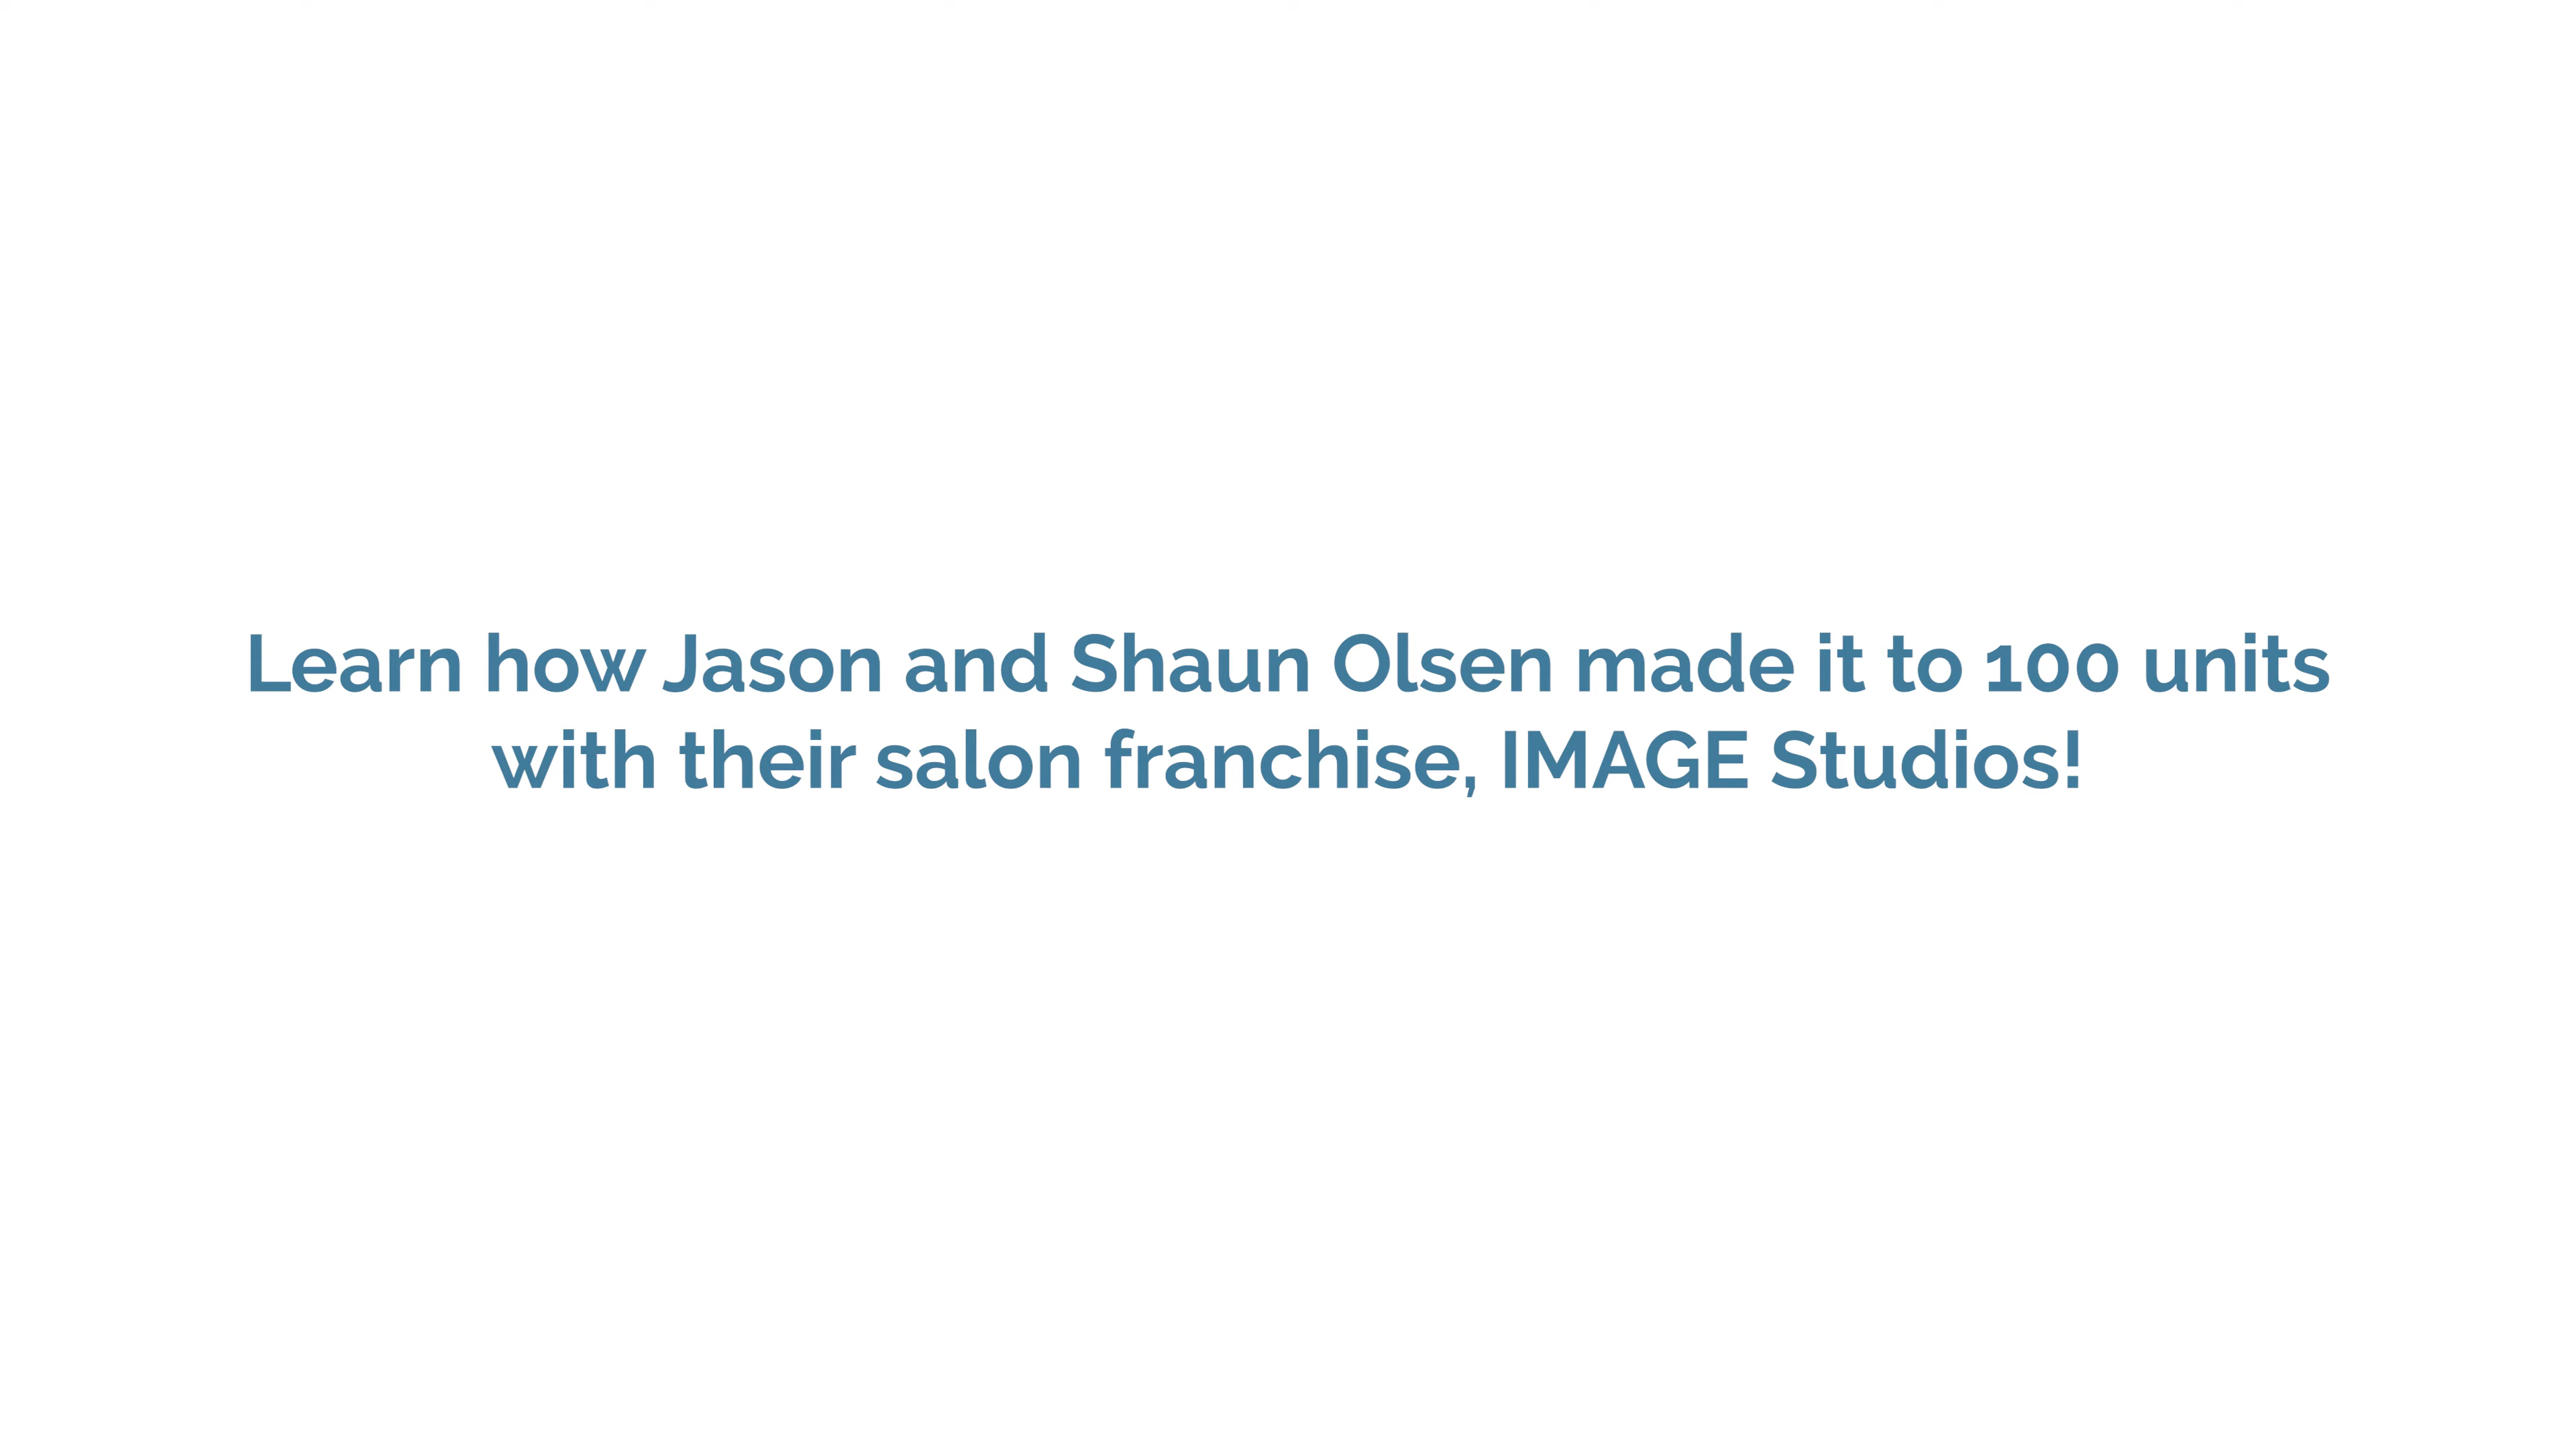 Learn how Jason and Shaun Olsen made it to 100 units
with their salon franchise, IMAGE Studios!